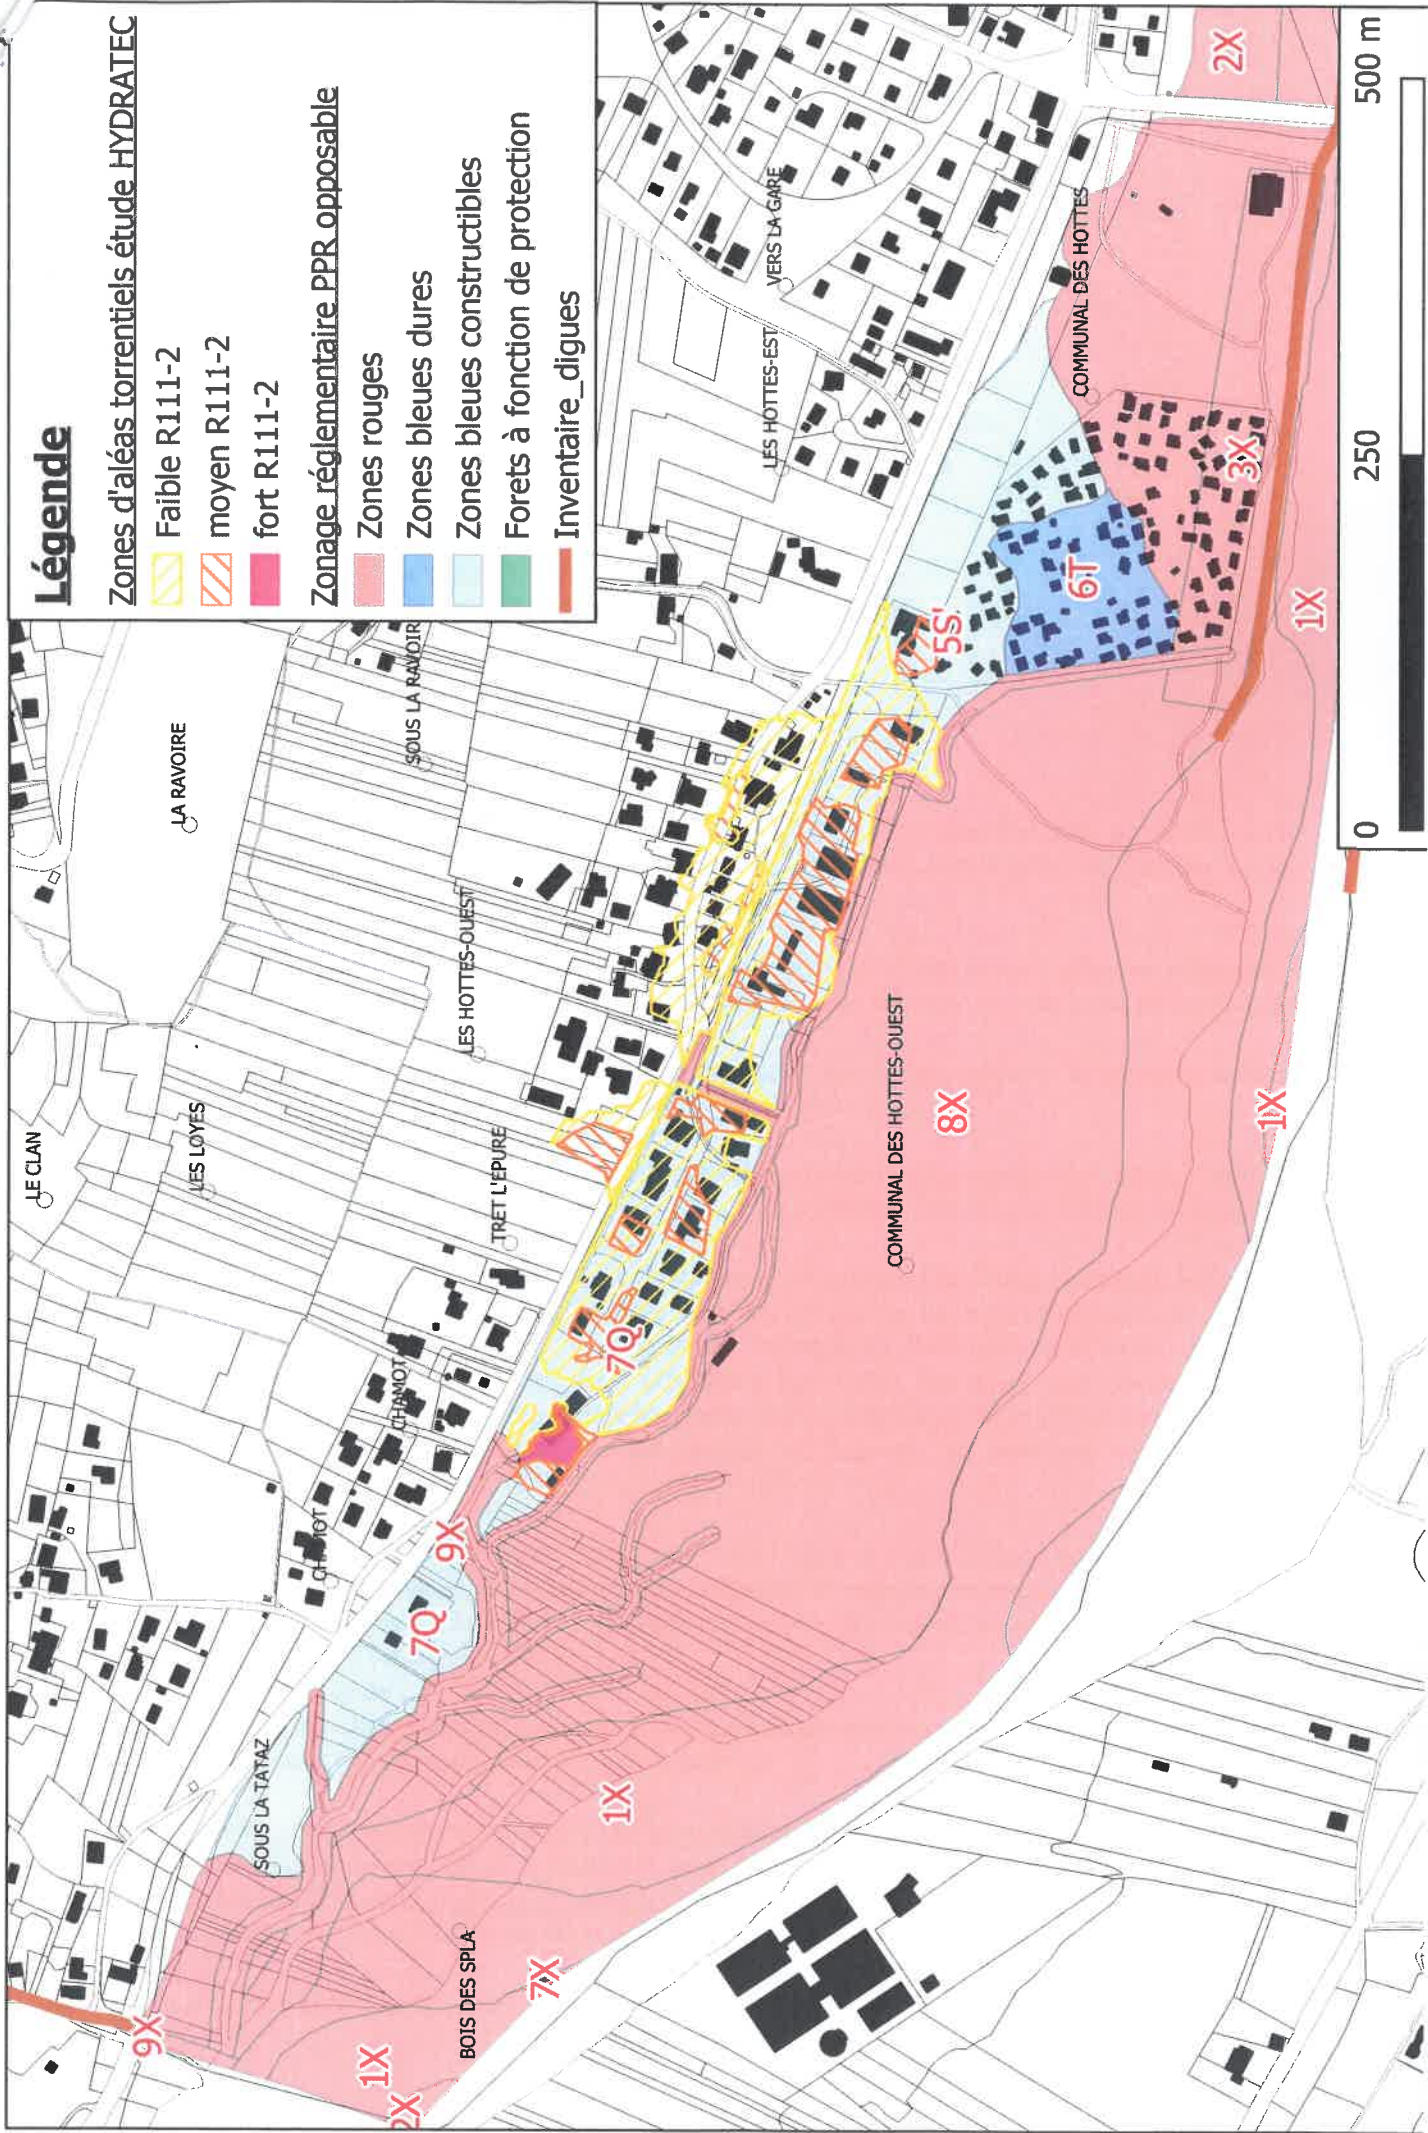 Légende
Zones d'aléas torrentiels étude HYDRATEC
Faible R111-2
moyen R111-2
fort R111-2
Zonage réglementaire PPR opposable
Zones rouges
Zones bleues dures
Zones bleues constructibles
Forets à fonction de protection
Inventaire_digues
LE CLAN
LA RAVOIRE
LES LOYES
SOUS LA RAVOIR
LES HOTTES-OUEST
TRET L'EPURE
CHAMOT
CHAMOT
SOUS LA TATAZ
BOIS DES SPLA
VERS LA GARE
LES HOTTES-EST
COMMUNAL DES HOTTES
COMMUNAL DES HOTTES-OUEST
9X
1X
2X
7X
1X
7Q
9X
7Q
8X
1X
5S'
6T
3X
1X
2X
0
250
500 m